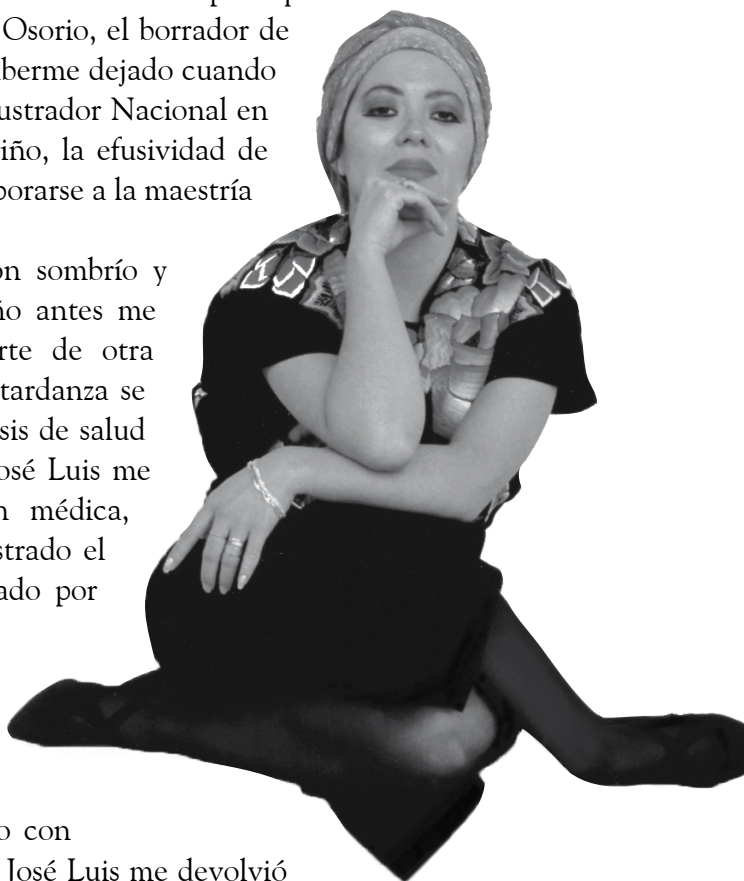 Osorio, el borrador de
berme dejado cuando
ustrador Nacional en
iño, la efusividad de
porarse a la maestría
on sombrío y
ño antes me
rte de otra
tardanza se
sis de salud
osé Luis me
n médica,
strado el
ado por
o con
José Luis me devolvió